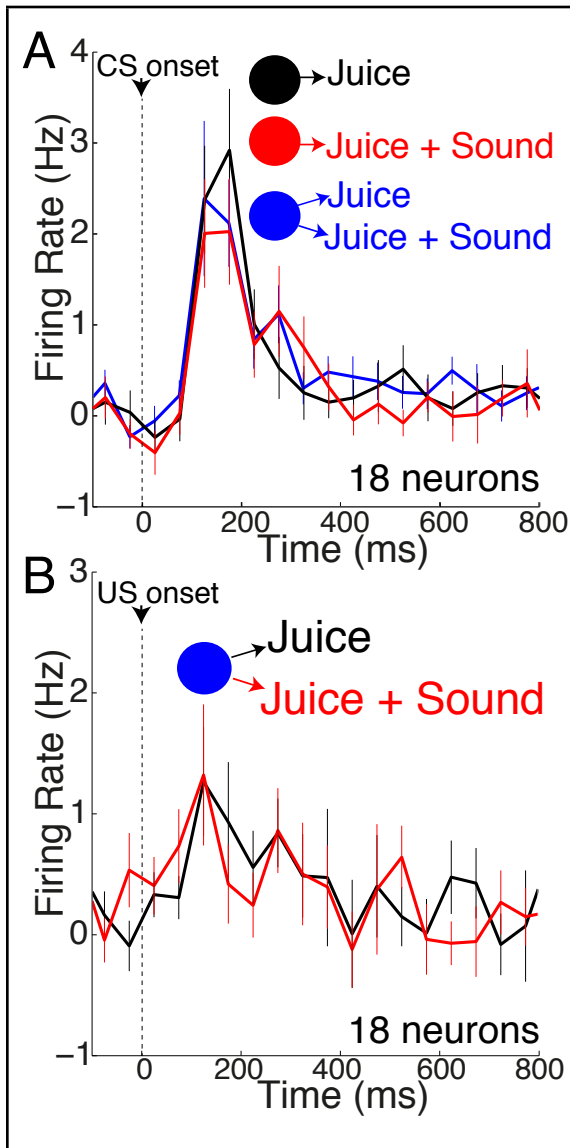 A
CS onset
Juice
Juice + Sound
Juice
Juice + Sound
Firing Rate (Hz)
4
3
2
1
0
−1
18 neurons
0
200
400
600
800
Time (ms)
B
US onset
Juice
Juice + Sound
Firing Rate (Hz)
3
2
1
0
−1
18 neurons
0
200
400
600
800
Time (ms)